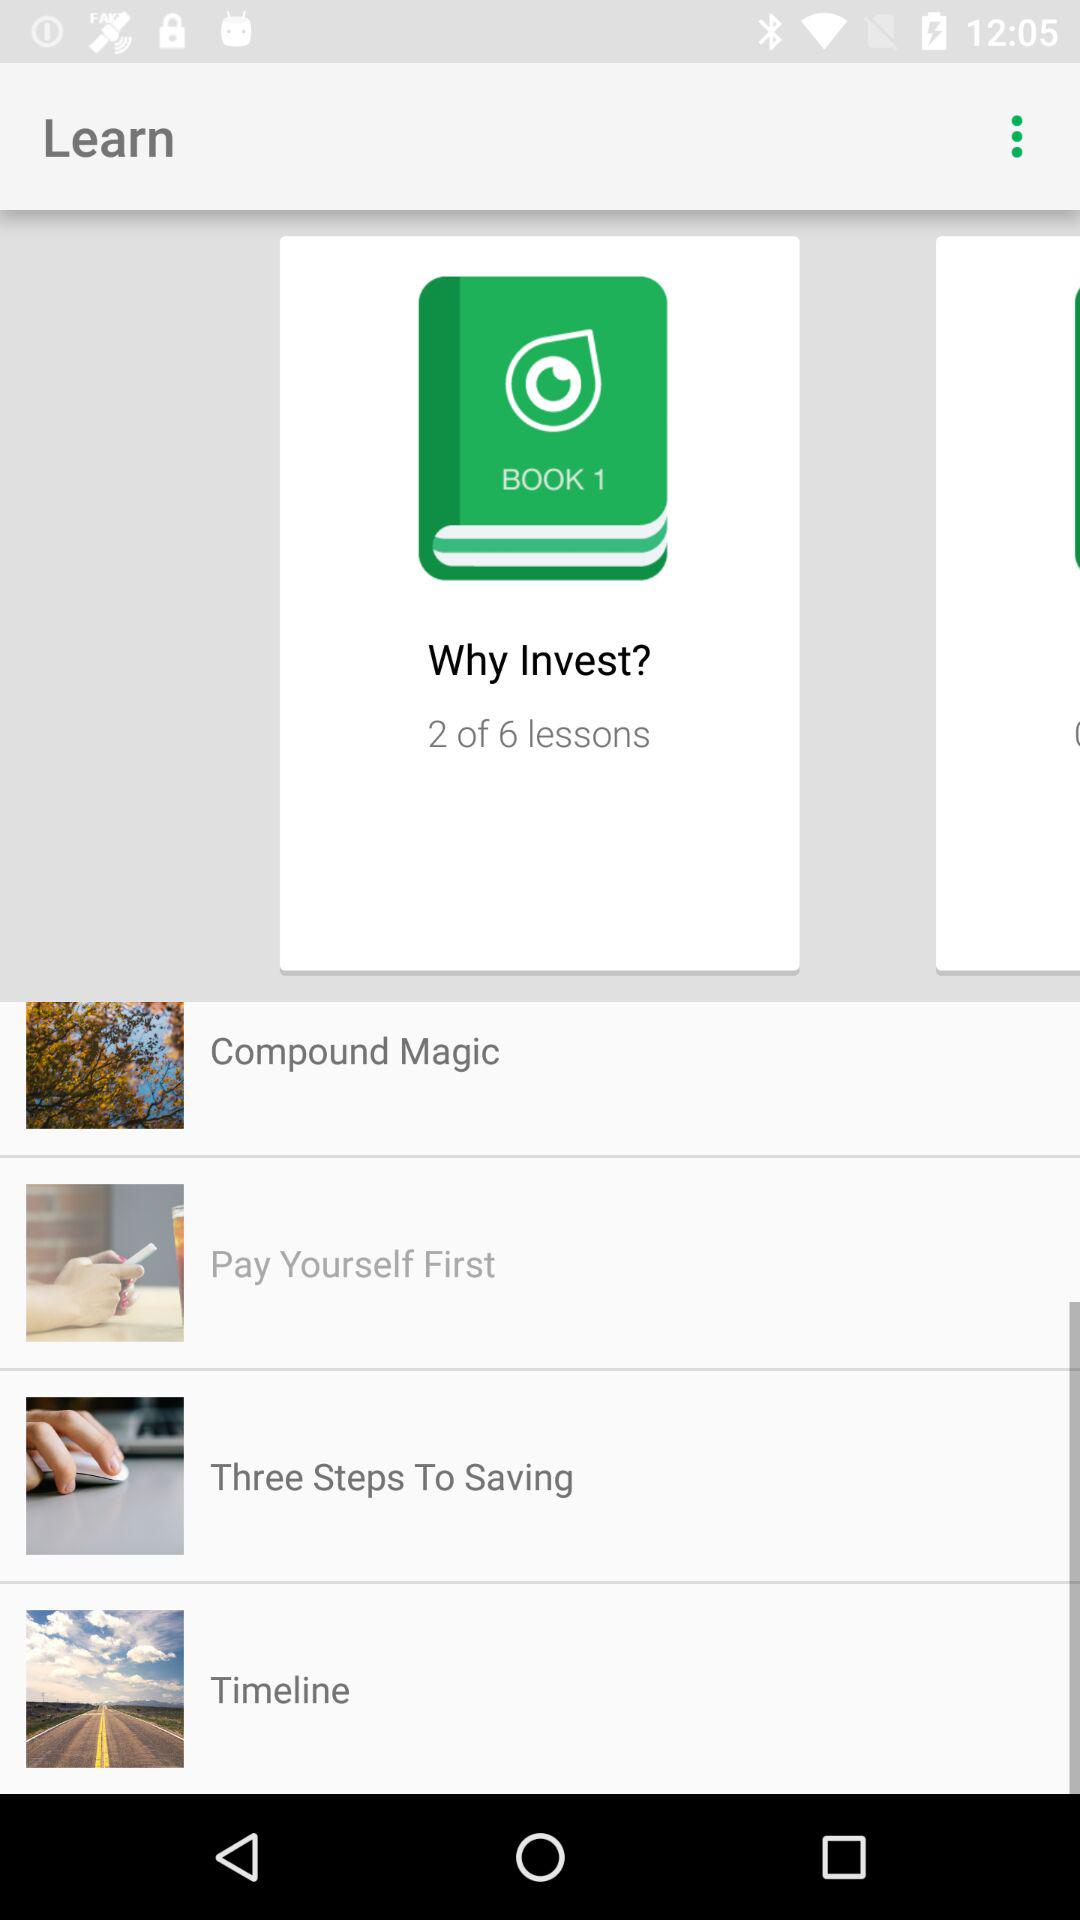 12:05
Learn
BOOK 1
Why Invest?
2 of 6 lessons
Compound Magic
Pay Yourself First
Three Steps To Saving
Timeline